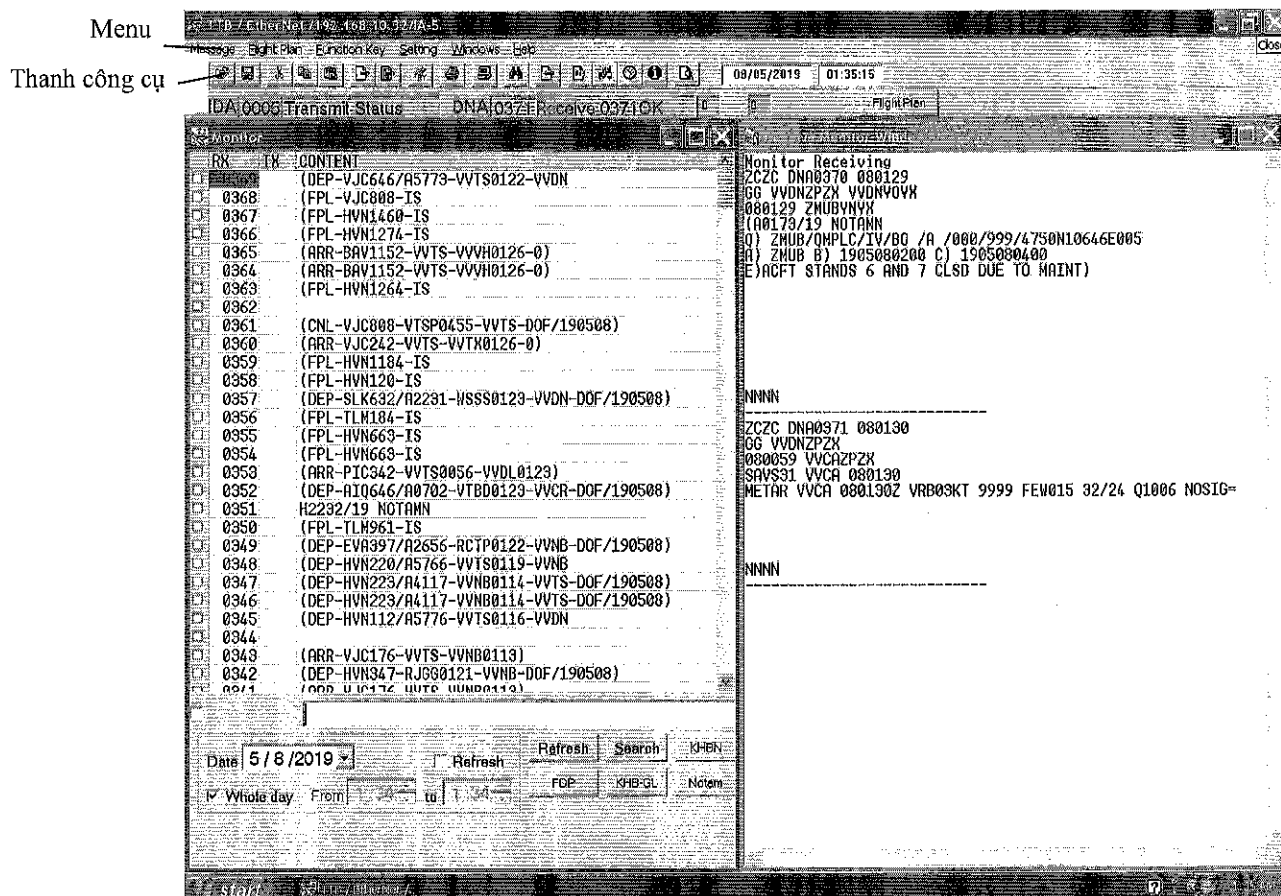 Menu
Thanh công cụ
Close
Message Flight Plan Function Key Setting Windows Help
08/05/2019 01:35:15
IDA 0006 Transmit Status DNA 0371 Receive 0371 OK 0 0 Flight Plan
Monitor
RX TX CONTENT
(DEP-VJC646/A5773-VVTS0122-VVDN
0368 (FPL-VJC808-IS
0367 (FPL-HVN1460-IS
0366 (FPL-HVN1274-IS
0365 (ARR-BAV1152-VVTS-VVVH0126-0)
0364 (ARR-BAV1152-VVTS-VVVH0126-0)
0363 (FPL-HVN1264-IS
0362
0361 (CNL-VJC808-VTSP0455-VVTS-DOF/190508)
0360 (ARR-VJC242-VVTS-VVTX0126-0)
0359 (FPL-HVN1184-IS
0358 (FPL-HVN120-IS
0357 (DEP-SLK632/A2231-WSSS0123-VVDN-DOF/190508)
0356 (FPL-TLM184-IS
0355 (FPL-HVN663-IS
0354 (FPL-HVN663-IS
0353 (ARR-PIC342-VVTS0056-VVDL0123)
0352 (DEP-AIQ646/A0702-VTBD0123-VVCR-DOF/190508)
0351 H2232/19 NOTAMN
0350 (FPL-TLM961-IS
0349 (DEP-EVA397/A2656-RCTP0122-VVNB-DOF/190508)
0348 (DEP-HVN220/A5766-VVTS0119-VVNB
0347 (DEP-HVN223/A4117-VVNB0114-VVTS-DOF/190508)
0346 (DEP-HVN223/A4117-VVNB0114-VVTS-DOF/190508)
0345 (DEP-HVN112/A5776-VVTS0116-VVDN
0344
0343 (ARR-VJC176-VVTS-VVNB0113)
0342 (DEP-HVN347-RJGG0121-VVNB-DOF/190508)
0341 (ARR-VJC176-VVTS-VVNB0113)
Date 5/8/2019 Refresh Refresh Search KHBN
Whole day From to FGP KHB-GL Notam
Monitor Receiving
ZCZC DNA0370 080129
GG VVDNZPZX VVDNYOYX
080129 ZMUBYNYX
(A0173/19 NOTAMN
Q) ZMUB/QMPLC/IV/BO /A /000/999/4750N10646E005
A) ZMUB B) 1905080200 C) 1905080400
E)ACFT STANDS 6 AND 7 CLSD DUE TO MAINT)
NNNN
------------------------------
ZCZC DNA0371 080130
GG VVDNZPZX
080059 VVCAZPZX
SAVS31 VVCA 080130
METAR VVCA 080130Z VRB03KT 9999 FEW015 32/24 Q1006 NOSIG=
NNNN
------------------------------
start